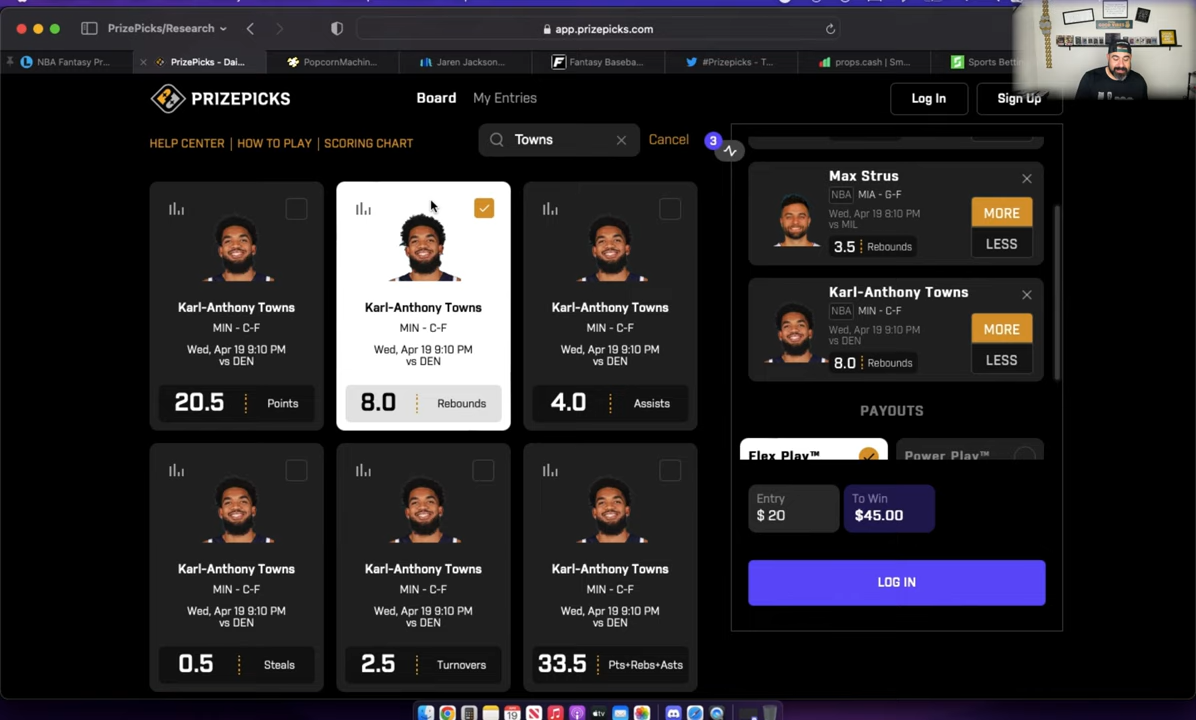 PrizePicks/Research
app.prizepicks.com
NBA Fantasy Pr...
PrizePicks - Dai...
PopcornMachin...
Jaren Jackson...
Fantasy Baseba...
#Prizepicks - T...
props.cash | Sm...
Sports Bett
PRIZEPICKS
Board
My Entries
Log In
Sign Up
HELP CENTER | HOW TO PLAY | SCORING CHART
Towns
Cancel
3
Karl-Anthony Towns
MIN - C-F
Wed, Apr 19 9:10 PM
vs DEN
20.5 Points
Karl-Anthony Towns
MIN - C-F
Wed, Apr 19 9:10 PM
vs DEN
8.0 Rebounds
Karl-Anthony Towns
MIN - C-F
Wed, Apr 19 9:10 PM
vs DEN
4.0 Assists
Karl-Anthony Towns
MIN - C-F
Wed, Apr 19 9:10 PM
vs DEN
0.5 Steals
Karl-Anthony Towns
MIN - C-F
Wed, Apr 19 9:10 PM
vs DEN
2.5 Turnovers
Karl-Anthony Towns
MIN - C-F
Wed, Apr 19 9:10 PM
vs DEN
33.5 Pts+Rebs+Asts
Max Strus
NBA MIA - G-F
Wed, Apr 19 8:10 PM
vs MIL
3.5 Rebounds
MORE
LESS
Karl-Anthony Towns
NBA MIN - C-F
Wed, Apr 19 9:10 PM
vs DEN
8.0 Rebounds
MORE
LESS
PAYOUTS
Flex Play™
Power Play™
Entry
$ 20
To Win
$45.00
LOG IN
19